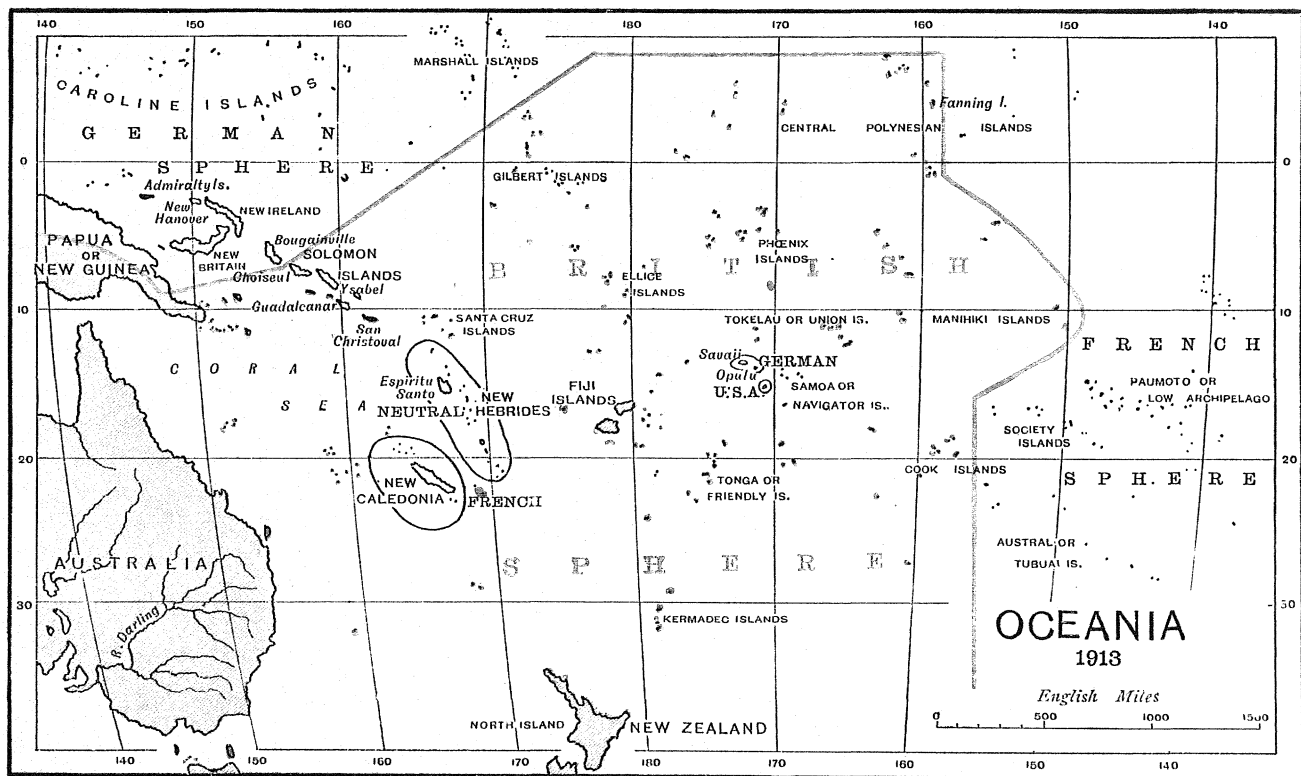 140 150 160 170 180 170 160 150 140
MARSHALL ISLANDS
CAROLINE ISLANDS
GERMAN
SPHERE
Fanning I.
CENTRAL POLYNESIAN ISLANDS
0 0
GILBERT ISLANDS
Admiralty Is.
New
Hanover
NEW IRELAND
PAPUA
OR
NEW GUINEA
NEW
BRITAIN
Bougainville
SOLOMON
ISLANDS
Choiseul
Ysabel
Guadalcanar
San
Christoval
PHŒNIX
ISLANDS
BRITISH
ELLICE
ISLANDS
10 10
SANTA CRUZ
ISLANDS
TOKELAU OR UNION IS.
MANIHIKI ISLANDS
FRENCH
CORAL
SEA
Savaii
GERMAN
Opulu
U.S.A.
SAMOA OR
NAVIGATOR IS.
Espiritu
Santo
NEUTRAL
NEW
HEBRIDES
FIJI
ISLANDS
PAUMOTO OR
LOW ARCHIPELAGO
SOCIETY
ISLANDS
20 20
COOK ISLANDS
SPHERE
NEW
CALEDONIA
FRENCH
TONGA OR
FRIENDLY IS.
AUSTRALIA
SPHERE
AUSTRAL OR
TUBUAI IS.
R. Darling
30 30
KERMADEC ISLANDS
OCEANIA
1913
English Miles
0 500 1000 1500
NORTH ISLAND
NEW ZEALAND
140 150 160 170 180 170 160 150 140